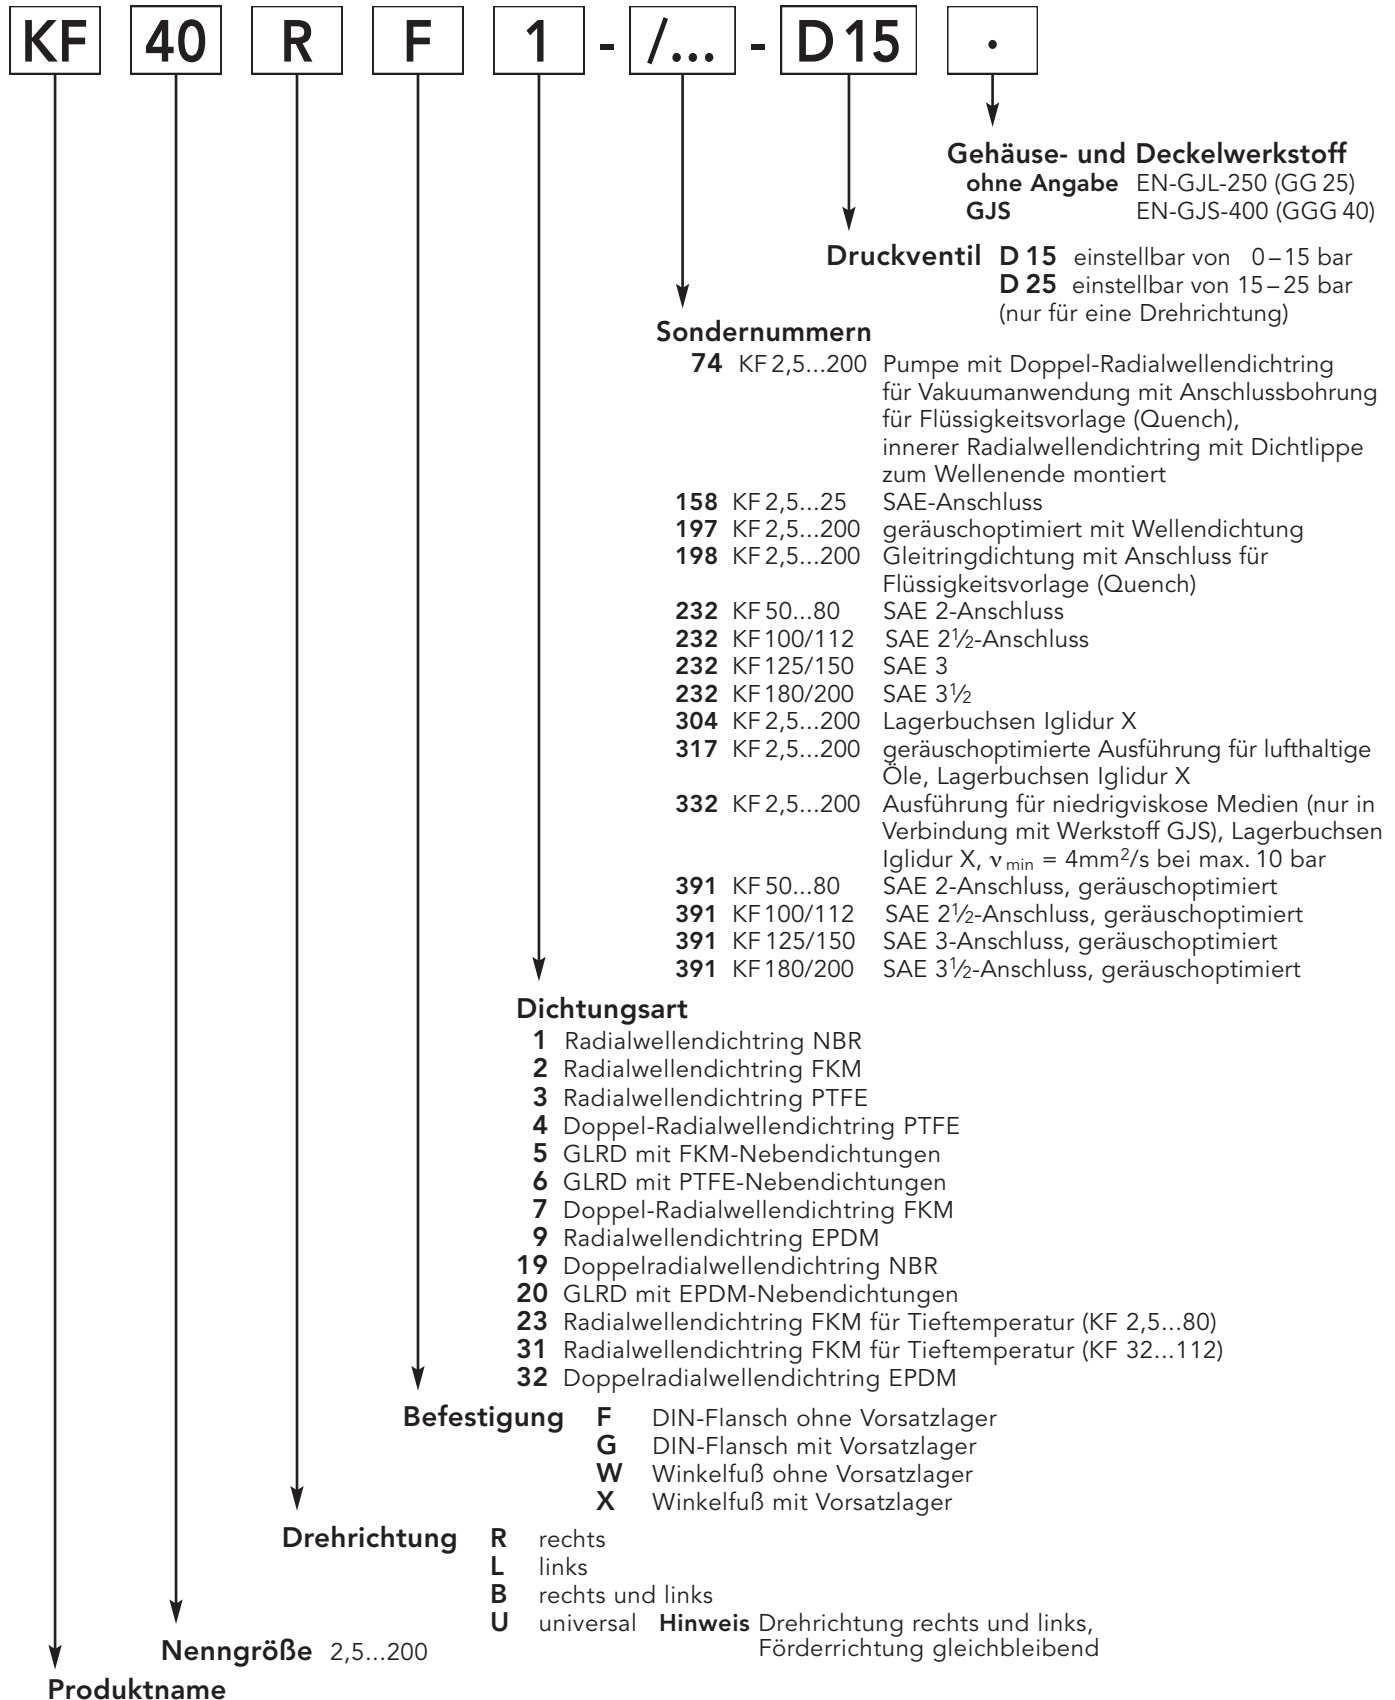 KF 40 R F 1 - /... - D 15 •
Gehäuse- und Deckelwerkstoff
ohne Angabe EN-GJL-250 (GG 25)
GJS EN-GJS-400 (GGG 40)
Druckventil D 15 einstellbar von 0–15 bar
D 25 einstellbar von 15–25 bar
(nur für eine Drehrichtung)
Sondernummern
74 KF 2,5...200 Pumpe mit Doppel-Radialwellendichtring
für Vakuumanwendung mit Anschlussbohrung
für Flüssigkeitsvorlage (Quench),
innerer Radialwellendichtring mit Dichtlippe
zum Wellenende montiert
158 KF 2,5...25 SAE-Anschluss
197 KF 2,5...200 geräuschoptimiert mit Wellendichtung
198 KF 2,5...200 Gleitringdichtung mit Anschluss für
Flüssigkeitsvorlage (Quench)
232 KF 50...80 SAE 2-Anschluss
232 KF 100/112 SAE 2½-Anschluss
232 KF 125/150 SAE 3
232 KF 180/200 SAE 3½
304 KF 2,5...200 Lagerbuchsen Iglidur X
317 KF 2,5...200 geräuschoptimierte Ausführung für lufthaltige
Öle, Lagerbuchsen Iglidur X
332 KF 2,5...200 Ausführung für niedrigviskose Medien (nur in
Verbindung mit Werkstoff GJS), Lagerbuchsen
Iglidur X, ν min = 4mm²/s bei max. 10 bar
391 KF 50...80 SAE 2-Anschluss, geräuschoptimiert
391 KF 100/112 SAE 2½-Anschluss, geräuschoptimiert
391 KF 125/150 SAE 3-Anschluss, geräuschoptimiert
391 KF 180/200 SAE 3½-Anschluss, geräuschoptimiert
Dichtungsart
1 Radialwellendichtring NBR
2 Radialwellendichtring FKM
3 Radialwellendichtring PTFE
4 Doppel-Radialwellendichtring PTFE
5 GLRD mit FKM-Nebendichtungen
6 GLRD mit PTFE-Nebendichtungen
7 Doppel-Radialwellendichtring FKM
9 Radialwellendichtring EPDM
19 Doppelradialwellendichtring NBR
20 GLRD mit EPDM-Nebendichtungen
23 Radialwellendichtring FKM für Tieftemperatur (KF 2,5...80)
31 Radialwellendichtring FKM für Tieftemperatur (KF 32...112)
32 Doppelradialwellendichtring EPDM
Befestigung F DIN-Flansch ohne Vorsatzlager
G DIN-Flansch mit Vorsatzlager
W Winkelfuß ohne Vorsatzlager
X Winkelfuß mit Vorsatzlager
Drehrichtung R rechts
L links
B rechts und links
U universal Hinweis Drehrichtung rechts und links,
Förderrichtung gleichbleibend
Nenngröße 2,5...200
Produktname